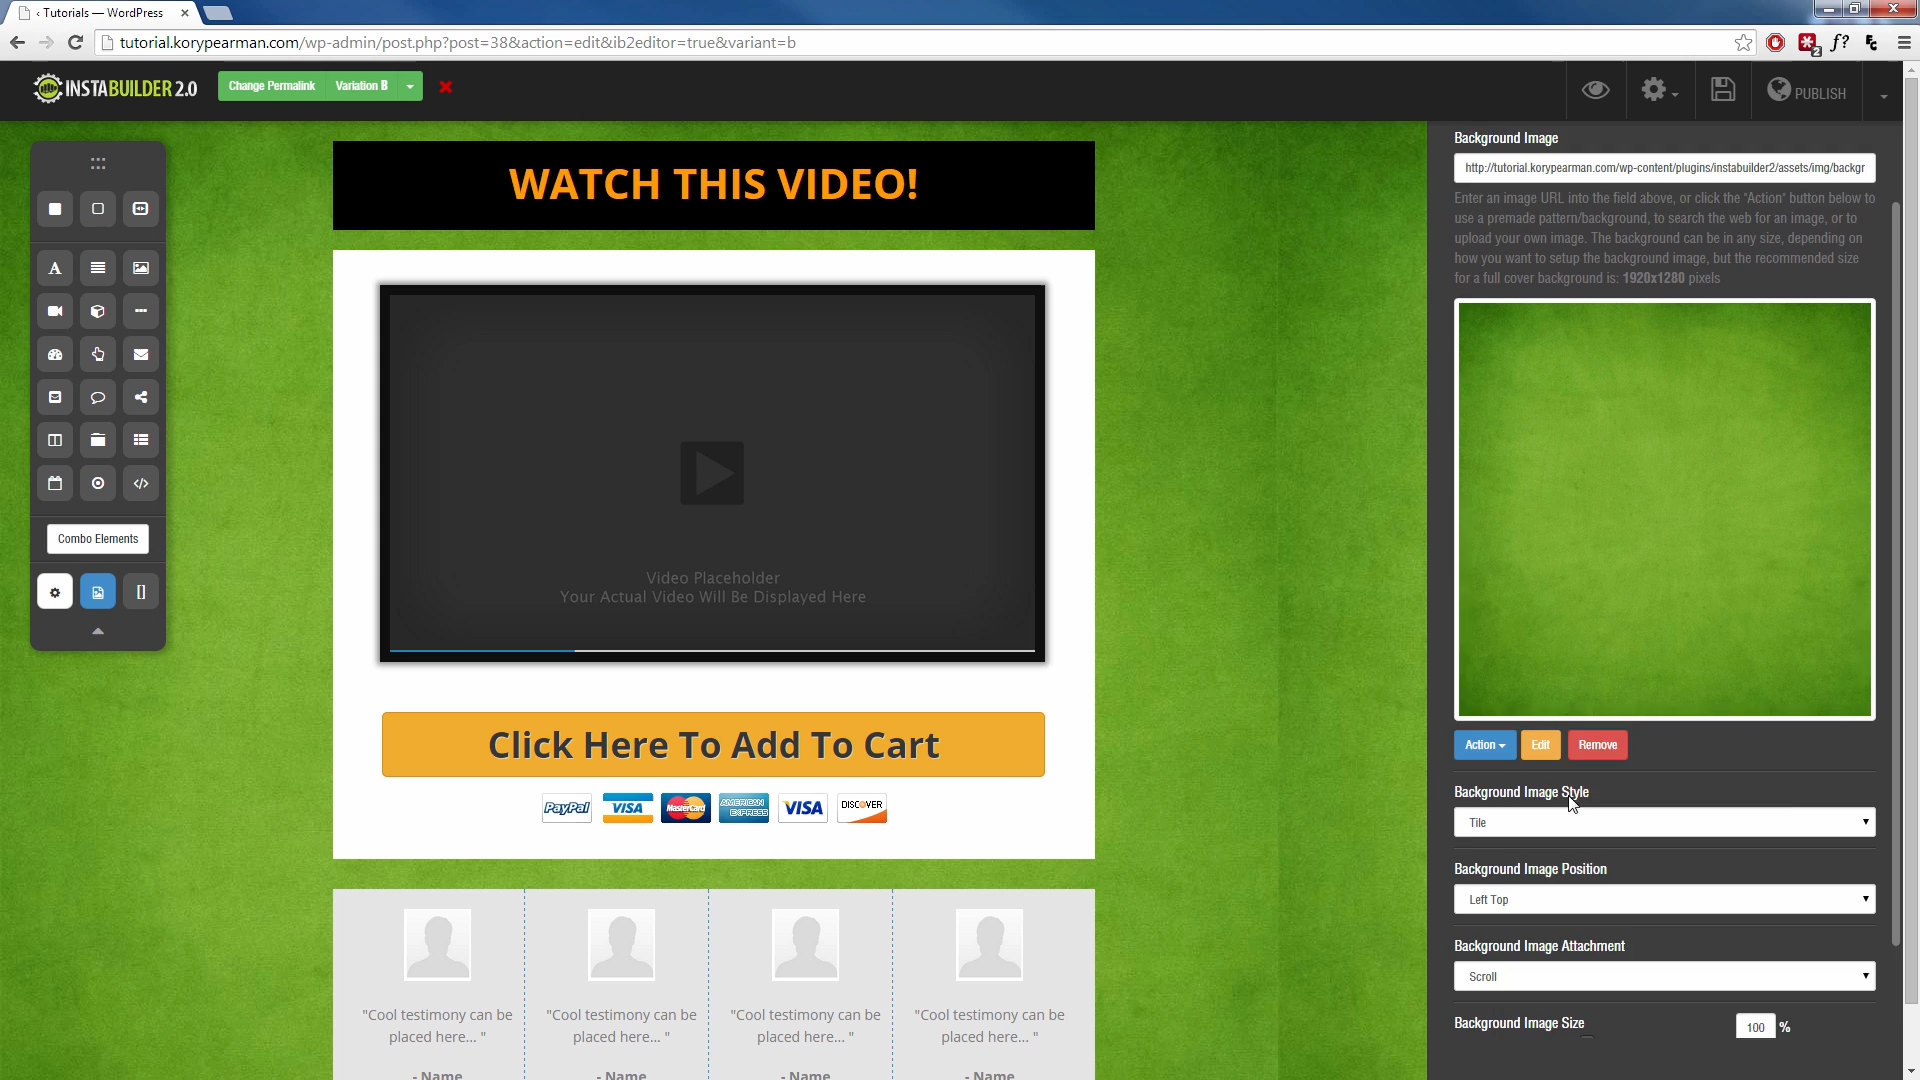 ‹ Tutorials — WordPress
tutorial.korypearman.com/wp-admin/post.php?post=38&action=edit&ib2editor=true&variant=b
2
f?
INSTABUILDER 2.0
Change Permalink
Variation B
PUBLISH
WATCH THIS VIDEO!
Video Placeholder
Your Actual Video Will Be Displayed Here
Click Here To Add To Cart
PayPal
VISA
MasterCard
AMERICAN
EXPRESS
VISA
DISCOVER
"Cool testimony can be
placed here... "
- Name
"Cool testimony can be
placed here... "
- Name
"Cool testimony can be
placed here... "
- Name
"Cool testimony can be
placed here... "
- Name
A
[]
Combo Elements
Background Image
http://tutorial.korypearman.com/wp-content/plugins/instabuilder2/assets/img/backgr
Enter an image URL into the field above, or click the "Action" button below to
use a premade pattern/background, to search the web for an image, or to
upload your own image. The background can be in any size, depending on
how you want to setup the background image, but the recommended size
for a full cover background is: 1920x1280 pixels
Action
Edit
Remove
Background Image Style
Tile
Background Image Position
Left Top
Background Image Attachment
Scroll
Background Image Size
100 %